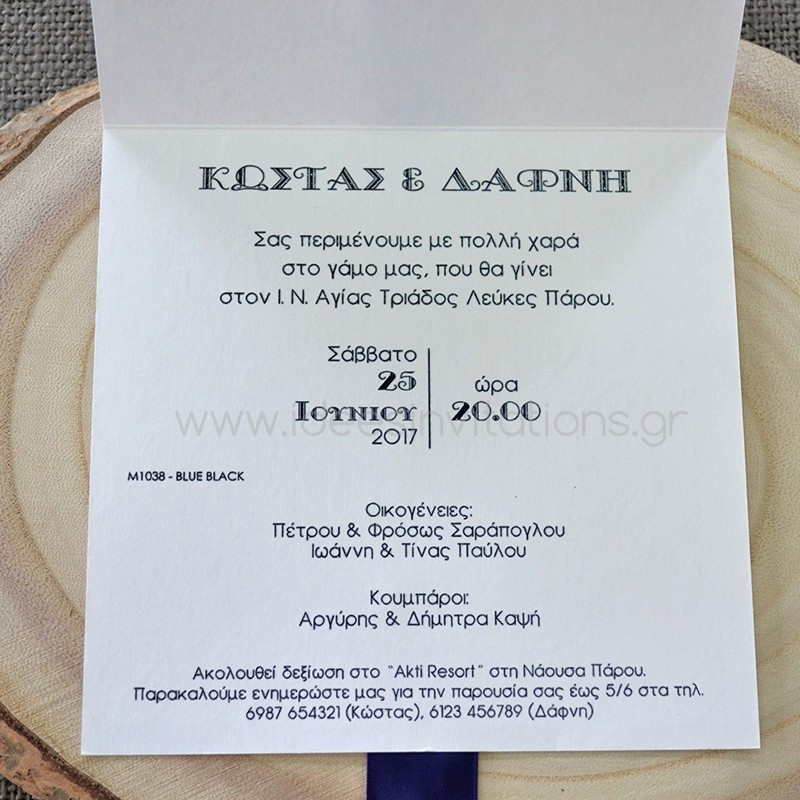 ΚΩΣΤΑΣ & ΔΑΦΝΗ
Σας περιμένουμε με πολλή χαρά
στο γάμο μας, που θα γίνει
στον Ι. Ν. Αγίας Τριάδος Λεύκες Πάρου.
Σάββατο
25
Ιουνιου
2017
ώρα
20.00
www.ideesinvitations.gr
M1038 - BLUE BLACK
Οικογένειες:
Πέτρου & Φρόσως Σαράπογλου
Ιωάννη & Τίνας Παύλου
Κουμπάροι:
Αργύρης & Δήμητρα Καψή
Ακολουθεί δεξίωση στο "Akti Resort" στη Νάουσα Πάρου.
Παρακαλούμε ενημερώστε μας για την παρουσία σας έως 5/6 στα τηλ.
6987 654321 (Κώστας), 6123 456789 (Δάφνη)